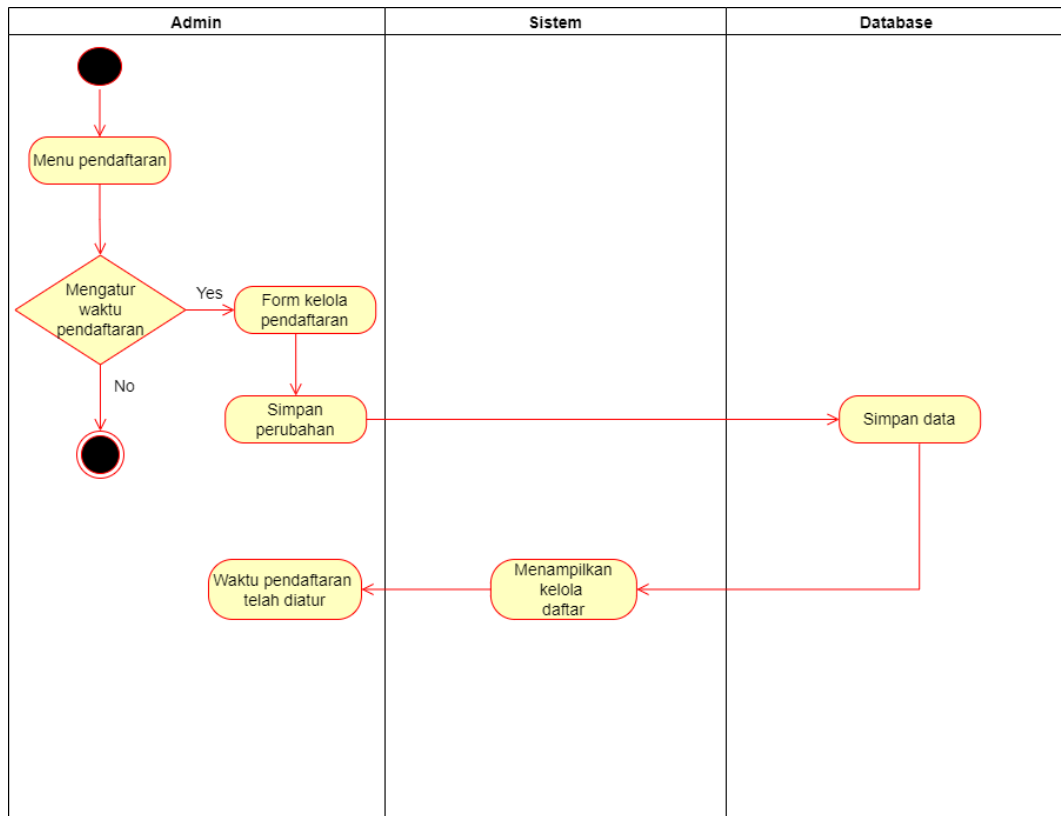 Admin
Sistem
Database
Menu pendaftaran
Mengatur
waktu
pendaftaran
Yes
Form kelola
pendaftaran
No
Simpan
perubahan
Simpan data
Waktu pendaftaran
telah diatur
Menampilkan
kelola
daftar